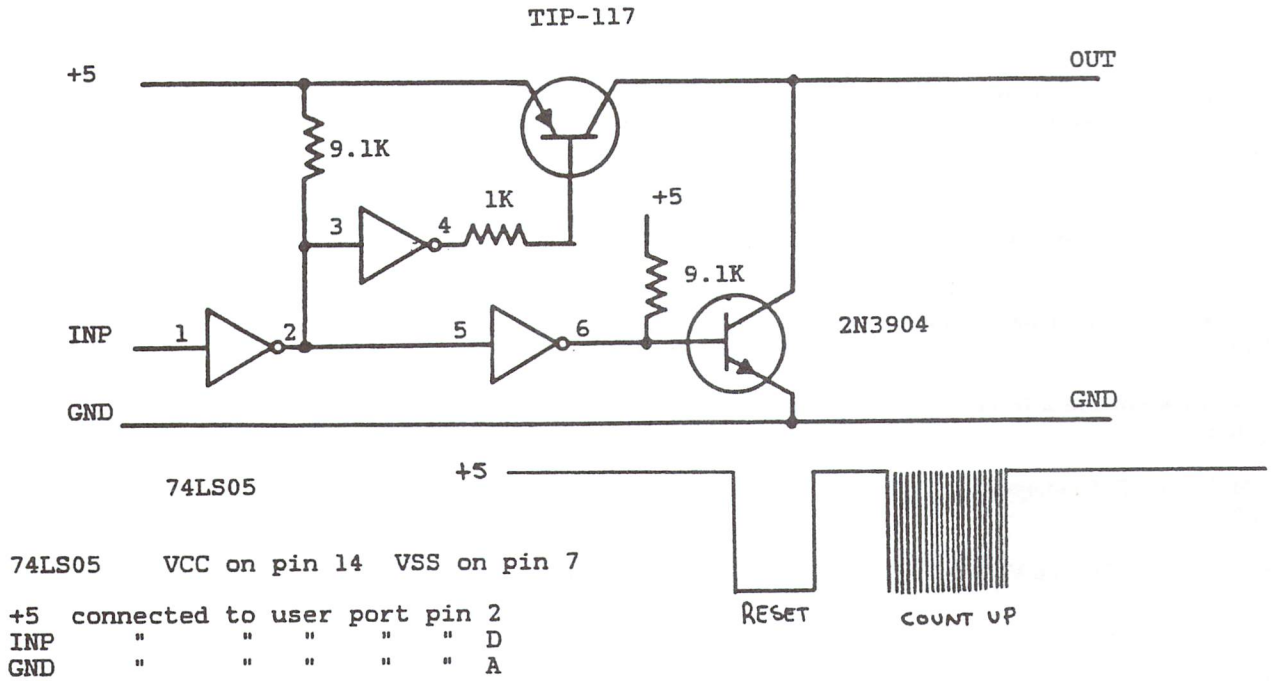 TIP-117
+5
OUT
9.1K
1K
+5
3
4
9.1K
INP
1
2
5
6
2N3904
GND
GND
+5
74LS05
74LS05 VCC on pin 14 VSS on pin 7
RESET
COUNT UP
+5 connected to user port pin 2
INP " " " " " D
GND " " " " " A